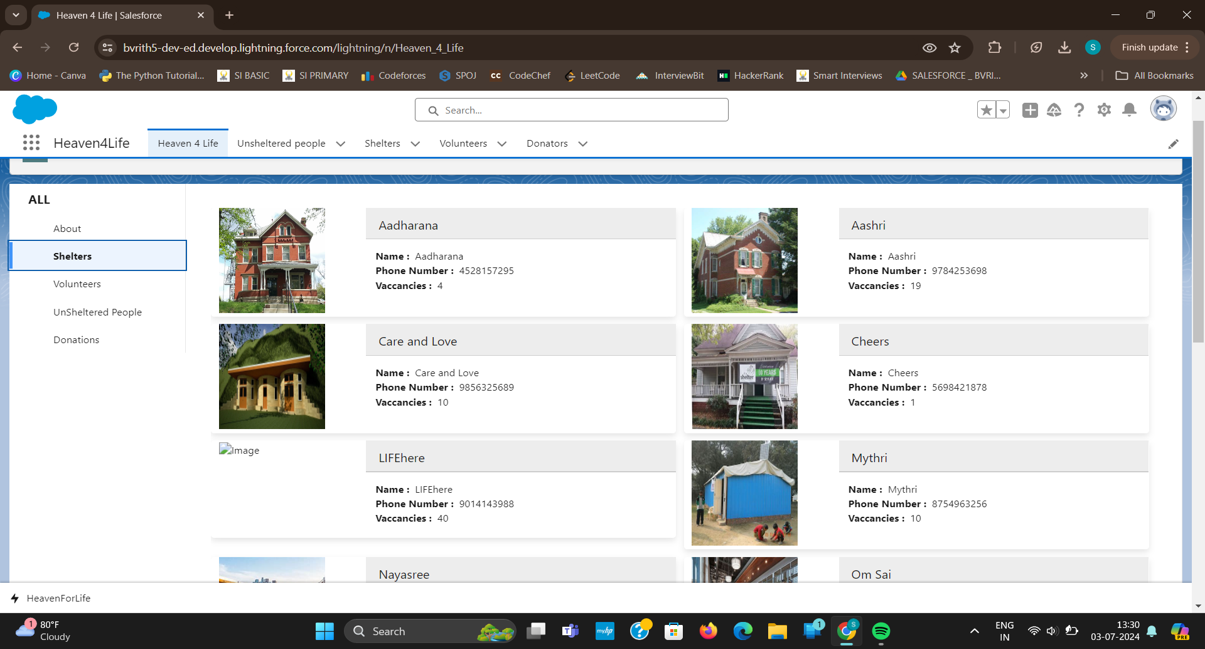 Heaven 4 Life | Salesforce
bvrith5-dev-ed.develop.lightning.force.com/lightning/n/Heaven_4_Life
S
Finish update
Home - Canva
The Python Tutorial...
SI BASIC
SI PRIMARY
Codeforces
SPOJ
CC CodeChef
LeetCode
InterviewBit
HackerRank
Smart Interviews
SALESFORCE _ BVRI...
»
All Bookmarks
Search...
Heaven4Life
Heaven 4 Life
Unsheltered people
Shelters
Volunteers
Donators
ALL
About
Shelters
Volunteers
UnSheltered People
Donations
Aadharana
Name : Aadharana
Phone Number : 4528157295
Vaccancies : 4
Aashri
Name : Aashri
Phone Number : 9784253698
Vaccancies : 19
Care and Love
Name : Care and Love
Phone Number : 9856325689
Vaccancies : 10
Cheers
Name : Cheers
Phone Number : 5698421878
Vaccancies : 1
Image
LIFEhere
Name : LIFEhere
Phone Number : 9014143988
Vaccancies : 40
Mythri
Name : Mythri
Phone Number : 8754963256
Vaccancies : 10
Nayasree
Om Sai
HeavenForLife
1
80°F
Cloudy
Search
1
S
ENG
IN
13:30
03-07-2024
PRE